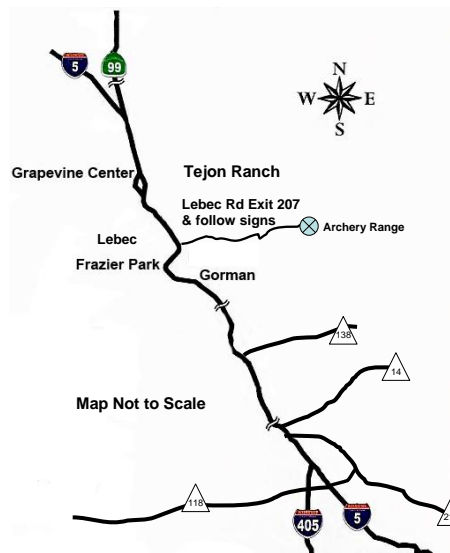 N
W E
S
5
99
Tejon Ranch
Grapevine Center
Lebec Rd Exit 207
& follow signs
Archery Range
Lebec
Frazier Park
Gorman
138
14
Map Not to Scale
118
405
5